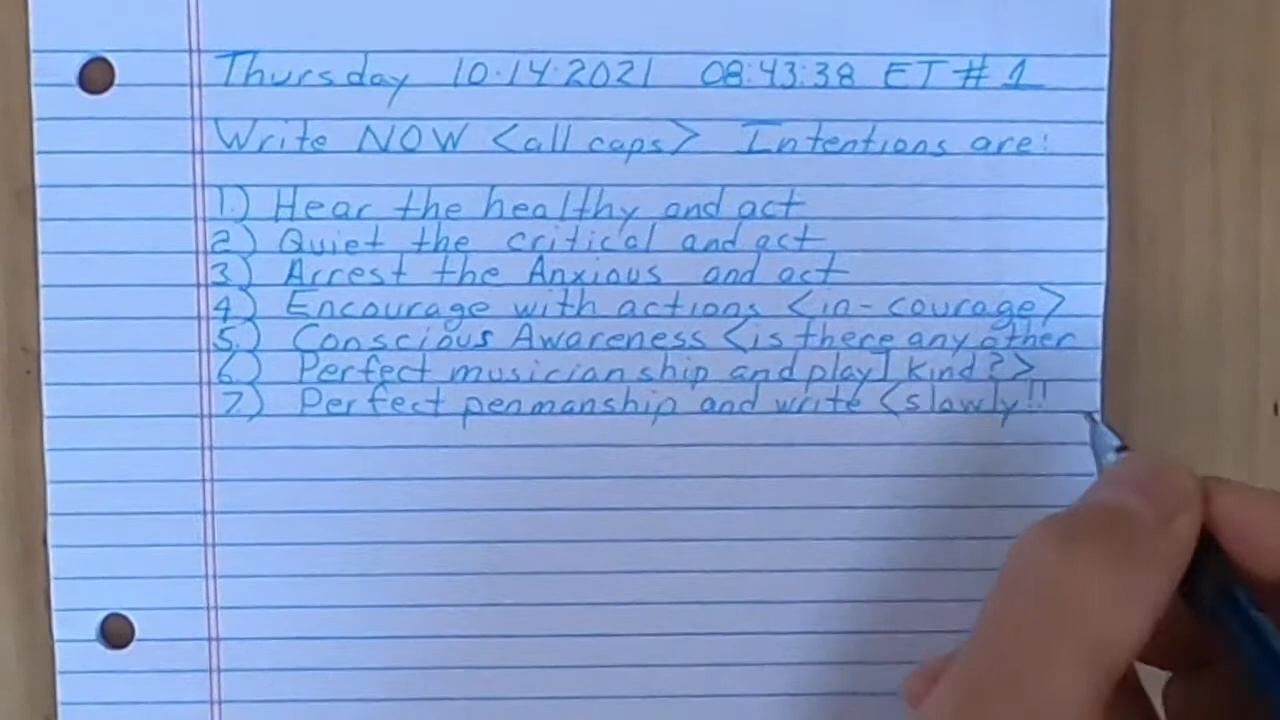 Thursday 10.14.2021 08:43:38 ET # 1
Write NOW <all caps> Intentions are:
1.) Hear the healthy and act
2.) Quiet the critical and act
3.) Arrest the Anxious and act
4.) Encourage with actions <in-courage>
5.) Conscious Awareness <is there any other
6.) Perfect musicianship and play] kind?>
7.) Perfect penmanship and write <slowly!!